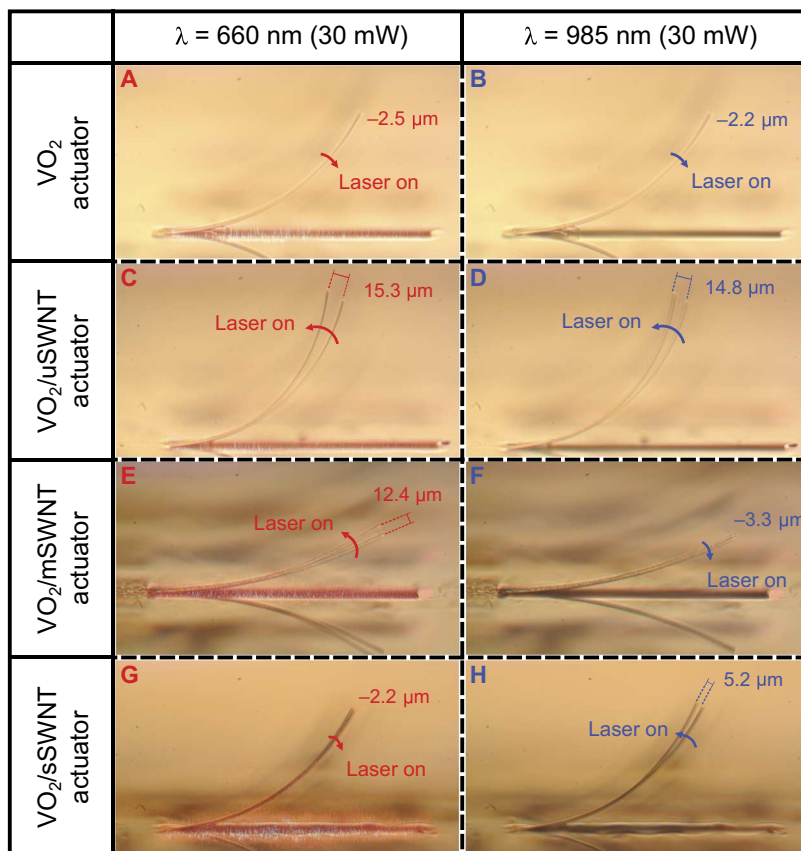 λ = 660 nm (30 mW)
λ = 985 nm (30 mW)
VO₂
actuator
A
–2.5 µm
Laser on
B
–2.2 µm
Laser on
VO₂/uSWNT
actuator
C
15.3 µm
Laser on
D
14.8 µm
Laser on
VO₂/mSWNT
actuator
E
12.4 µm
Laser on
F
–3.3 µm
Laser on
VO₂/sSWNT
actuator
G
–2.2 µm
Laser on
H
5.2 µm
Laser on